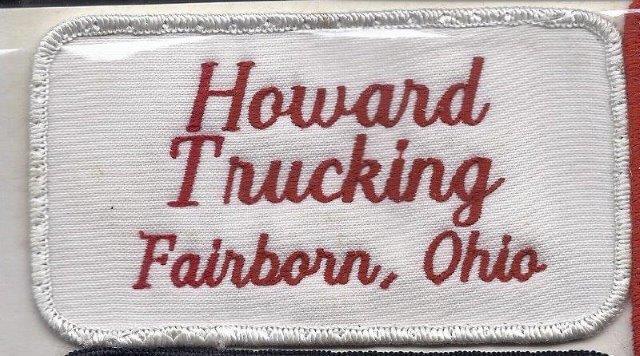 Howard
Trucking
Fairborn, Ohio